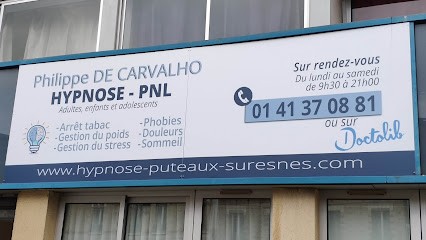 Philippe DE CARVALHO
HYPNOSE - PNL
Adultes, enfants et adolescents
-Arrêt tabac
-Gestion du poids
-Gestion du stress
-Phobies
-Douleurs
-Sommeil
Sur rendez-vous
Du lundi au samedi
de 9h30 à 21h00
01 41 37 08 81
ou sur
Doctolib
www.hypnose-puteaux-suresnes.com